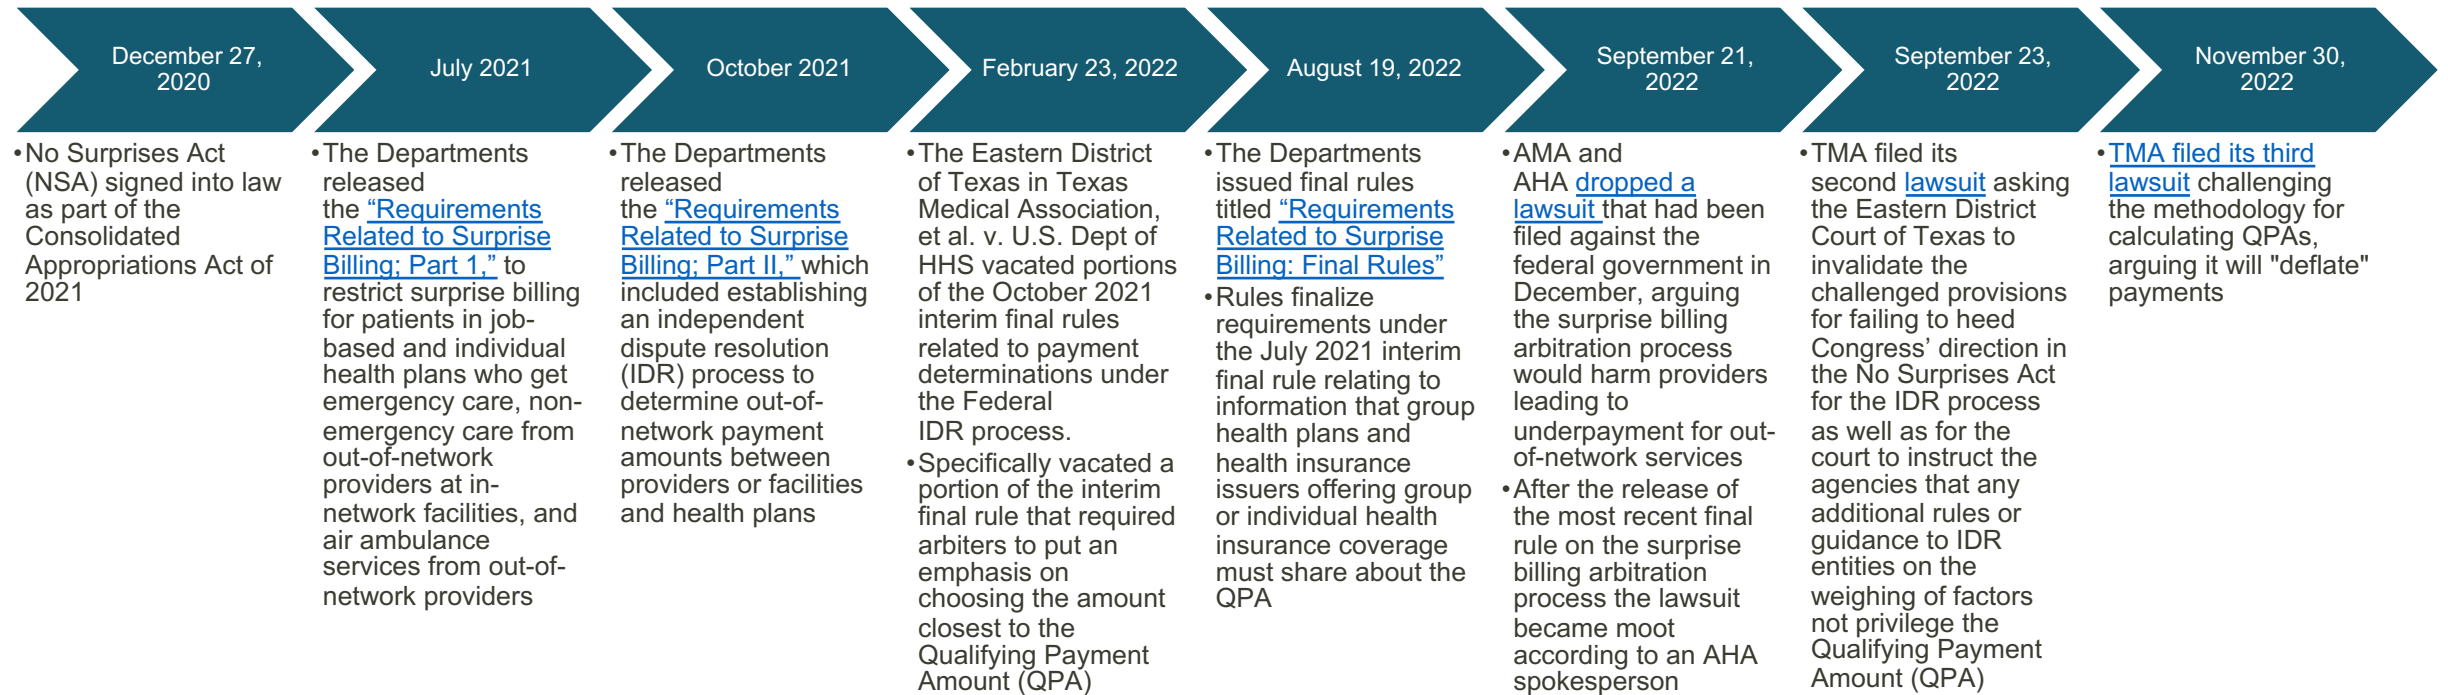 December 27,
2020
•No Surprises Act
(NSA) signed into law
as part of the
Consolidated
Appropriations Act of
2021
July 2021
•The Departments
released
the “Requirements
Related to Surprise
Billing; Part 1,” to
restrict surprise billing
for patients in job-
based and individual
health plans who get
emergency care, non-
emergency care from
out-of-network
providers at in-
network facilities, and
air ambulance
services from out-of-
network providers
October 2021
•The Departments
released
the “Requirements
Related to Surprise
Billing; Part II,” which
included establishing
an independent
dispute resolution
(IDR) process to
determine out-of-
network payment
amounts between
providers or facilities
and health plans
February 23, 2022
•The Eastern District
of Texas in Texas
Medical Association,
et al. v. U.S. Dept of
HHS vacated portions
of the October 2021
interim final rules
related to payment
determinations under
the Federal
IDR process.
•Specifically vacated a
portion of the interim
final rule that required
arbiters to put an
emphasis on
choosing the amount
closest to the
Qualifying Payment
Amount (QPA)
August 19, 2022
•The Departments
issued final rules
titled “Requirements
Related to Surprise
Billing: Final Rules”
•Rules finalize
requirements under
the July 2021 interim
final rule relating to
information that group
health plans and
health insurance
issuers offering group
or individual health
insurance coverage
must share about the
QPA
September 21,
2022
•AMA and
AHA dropped a
lawsuit that had been
filed against the
federal government in
December, arguing
the surprise billing
arbitration process
would harm providers
leading to
underpayment for out-
of-network services
•After the release of
the most recent final
rule on the surprise
billing arbitration
process the lawsuit
became moot
according to an AHA
spokesperson
September 23,
2022
•TMA filed its
second lawsuit asking
the Eastern District
Court of Texas to
invalidate the
challenged provisions
for failing to heed
Congress’ direction in
the No Surprises Act
for the IDR process
as well as for the
court to instruct the
agencies that any
additional rules or
guidance to IDR
entities on the
weighing of factors
not privilege the
Qualifying Payment
Amount (QPA)
November 30,
2022
•TMA filed its third
lawsuit challenging
the methodology for
calculating QPAs,
arguing it will "deflate"
payments